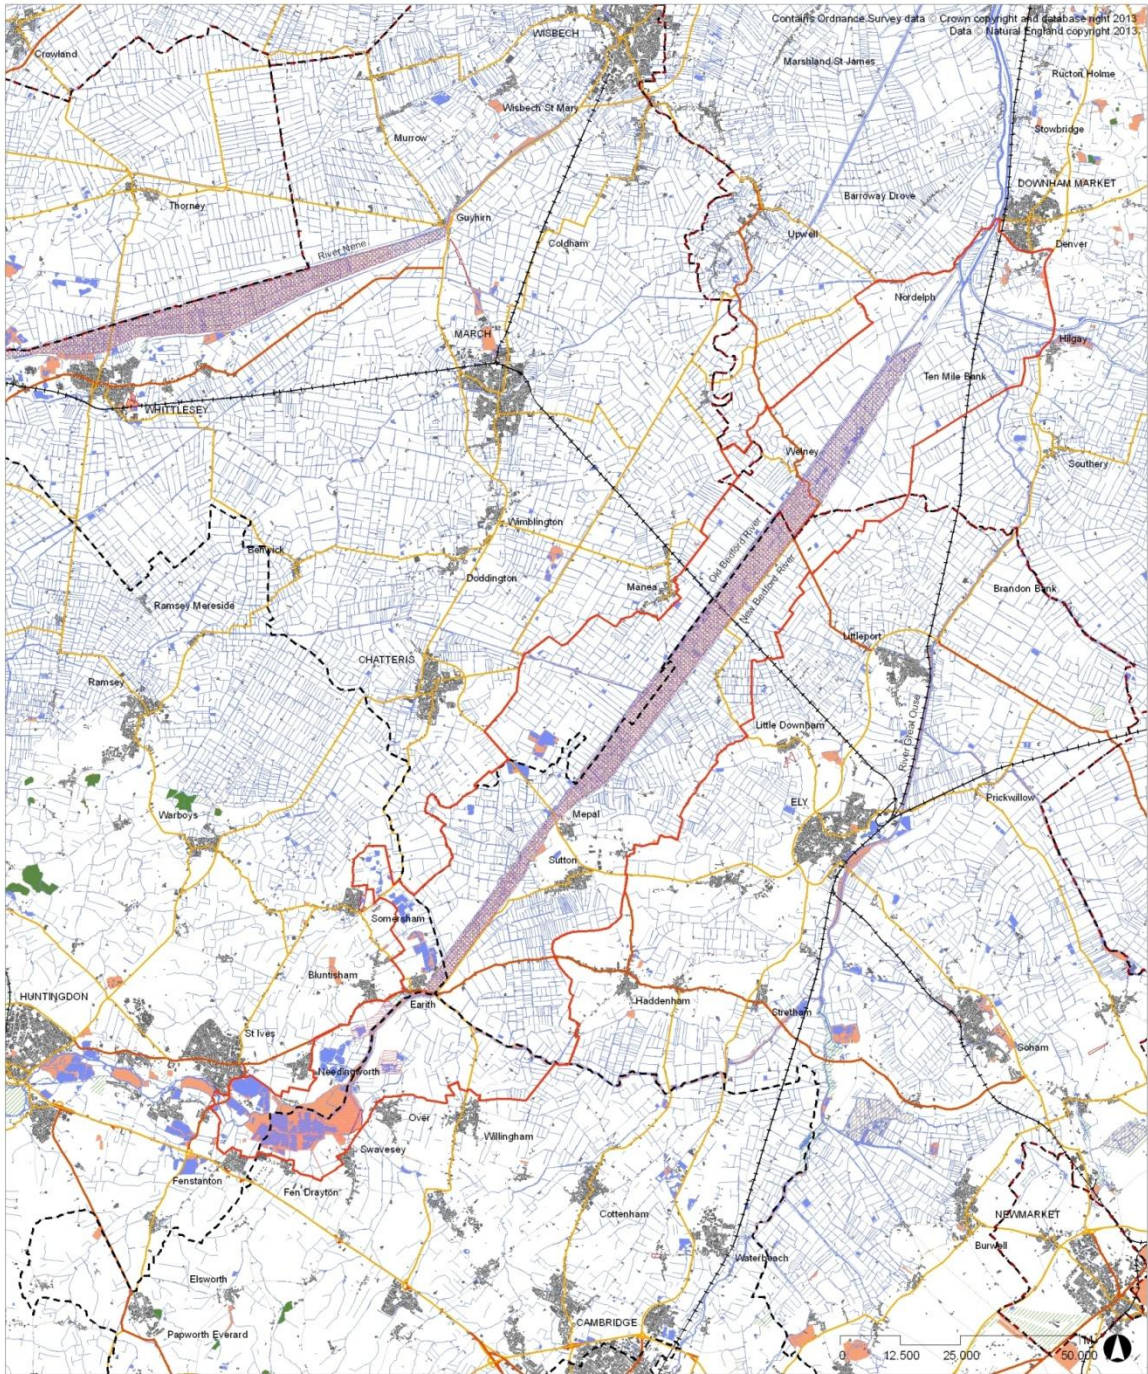 Contains Ordnance Survey data © Crown copyright and database right 2013
Data © Natural England copyright 2013
WISBECH
Crowland
Marshland St James
Ructon Holme
Wisbech St Mary
Murrow
Stowbridge
DOWNHAM MARKET
Thorney
Barroway Drove
Guyhirn
Upwell
Coldham
Denver
River Nene
Nordelph
MARCH
Hilgay
Ten Mile Bank
WHITTLESEY
Welney
Southery
Wimblington
Old Bedford River
Benwick
Doddington
Manea
New Bedford River
Brandon Bank
Ramsey Mereside
Littleport
CHATTERIS
Ramsey
River Great Ouse
Little Downham
Prickwillow
ELY
Warboys
Mepal
Sutton
Somersham
Bluntisham
HUNTINGDON
Earith
Haddenham
Stretham
St Ives
Soham
Needingworth
Over
Willingham
Swavesey
Fenstanton
Fen Drayton
Cottenham
NEWMARKET
Burwell
Waterbeach
Elsworth
CAMBRIDGE
Papworth Everard
M
0 12,500 25,000 50,000